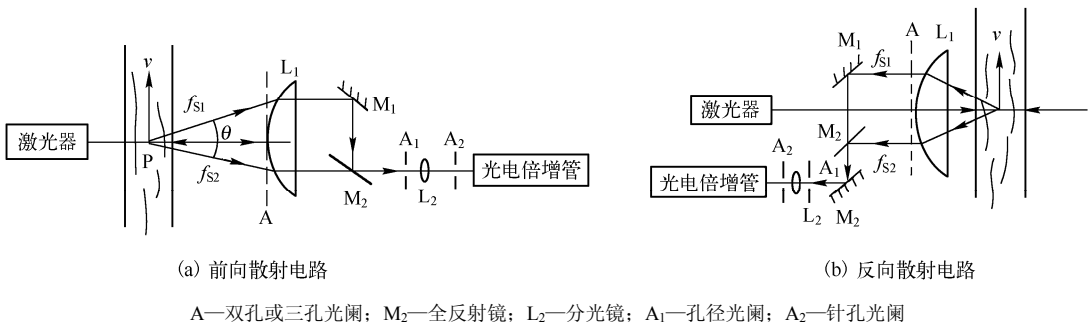 激光器
v
P
fS1
fS2
θ
A
L1
M1
M2
A1
L2
A2
光电倍增管
(a) 前向散射电路
激光器
光电倍增管
M1
A
L1
v
fS1
fS2
M2
A2
A1
L2
M2
(b) 反向散射电路
A—双孔或三孔光阑；M2—全反射镜；L2—分光镜；A1—孔径光阑；A2—针孔光阑